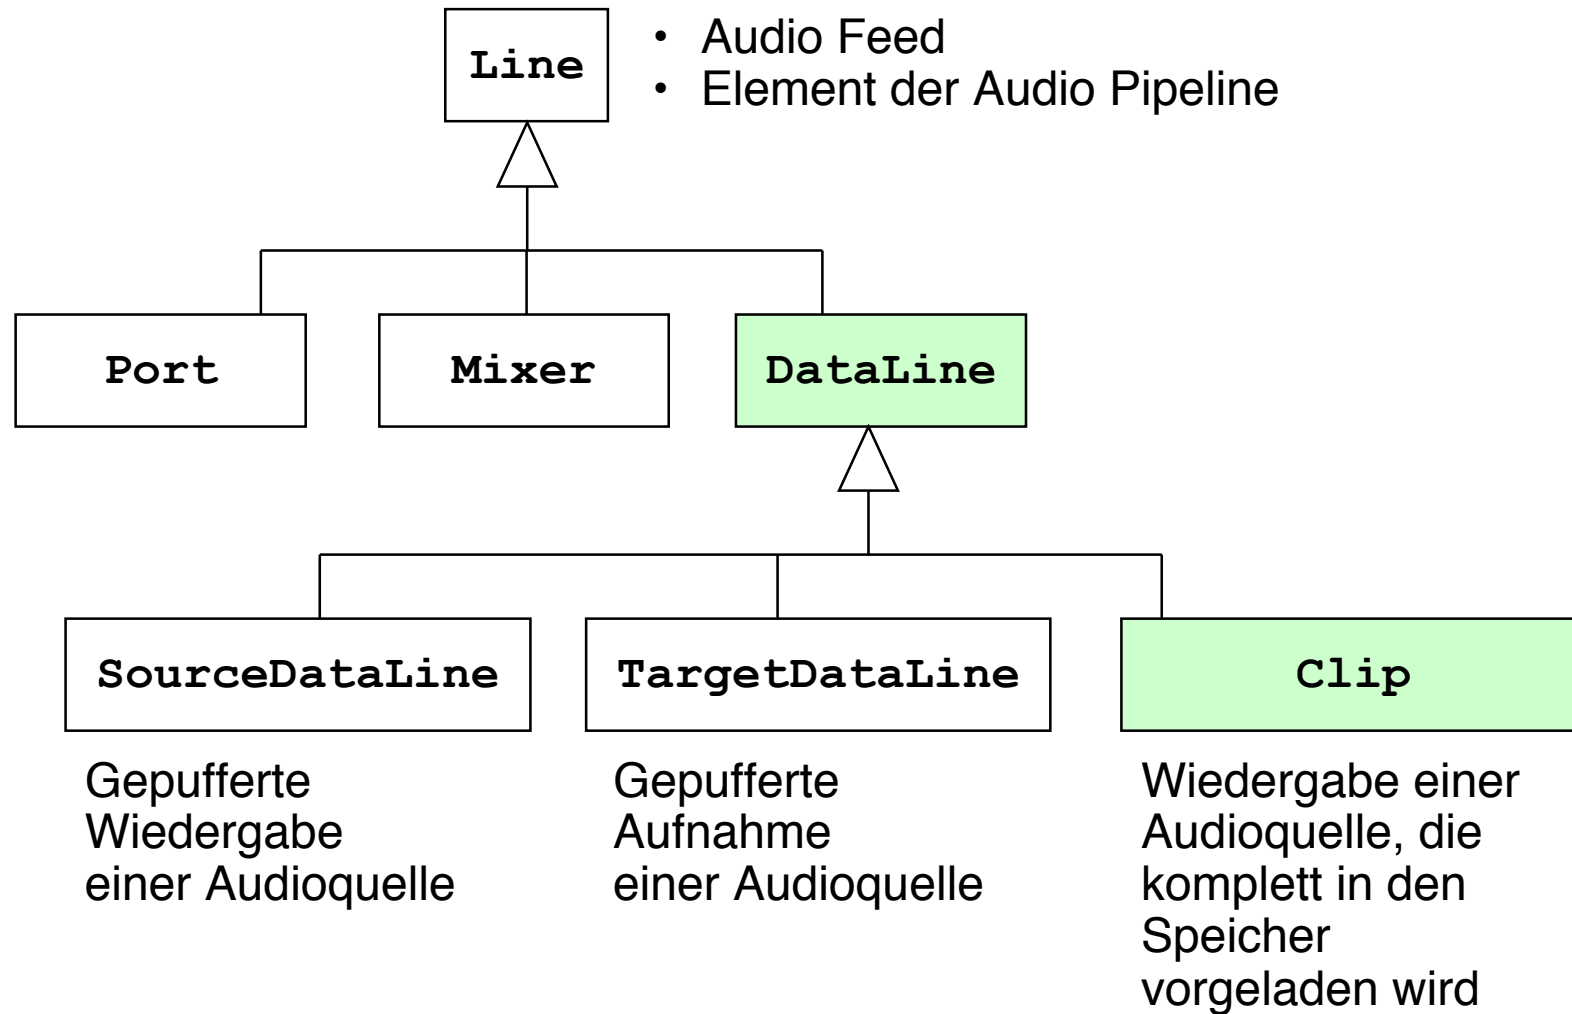 Line
• Audio Feed
• Element der Audio Pipeline
Port
Mixer
DataLine
SourceDataLine
TargetDataLine
Clip
Gepufferte
Wiedergabe
einer Audioquelle
Gepufferte
Aufnahme
einer Audioquelle
Wiedergabe einer
Audioquelle, die
komplett in den
Speicher
vorgeladen wird